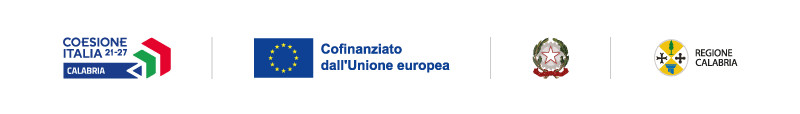 COESIONE
ITALIA 21-27
CALABRIA
Cofinanziato
dall'Unione europea
REGIONE
CALABRIA